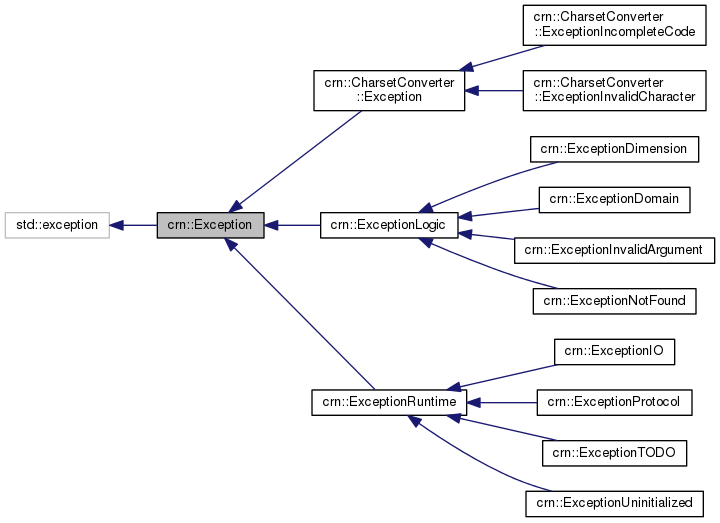 crn::CharsetConverter
::ExceptionIncompleteCode
crn::CharsetConverter
::Exception
crn::CharsetConverter
::ExceptionInvalidCharacter
crn::ExceptionDimension
crn::ExceptionDomain
std::exception
crn::Exception
crn::ExceptionLogic
crn::ExceptionInvalidArgument
crn::ExceptionNotFound
crn::ExceptionIO
crn::ExceptionRuntime
crn::ExceptionProtocol
crn::ExceptionTODO
crn::ExceptionUninitialized